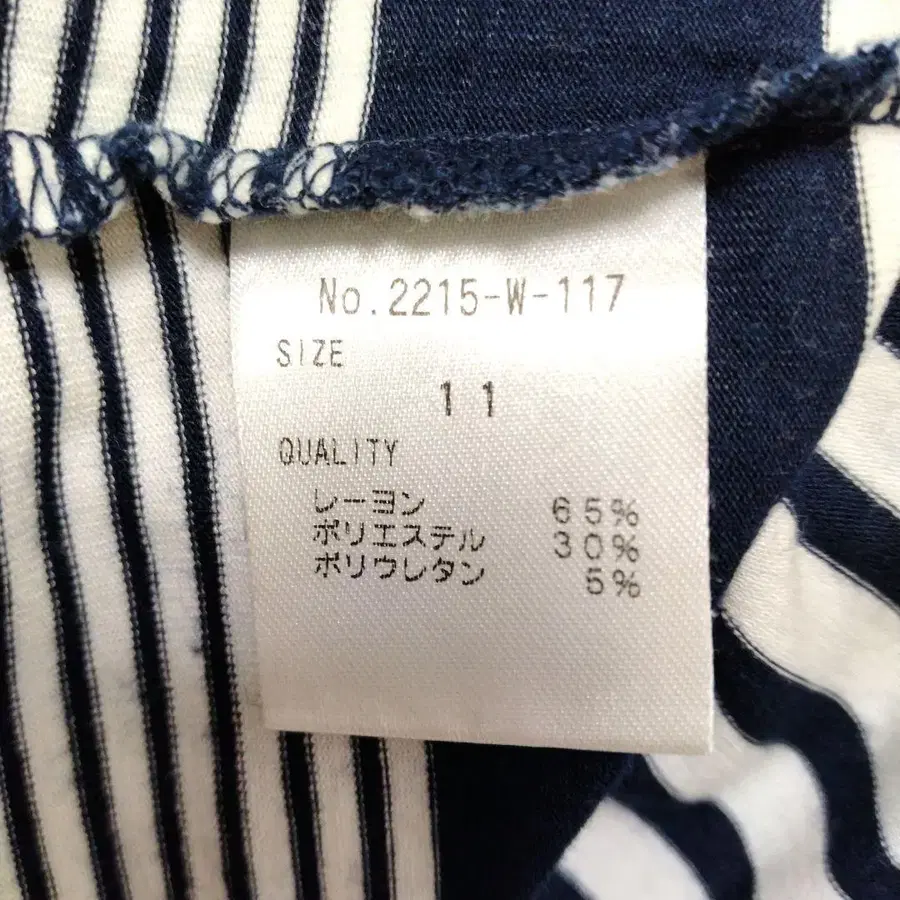 No.2215-W-117
SIZE
11
QUALITY
レーヨン 65%
ポリエステル 30%
ポリウレタン 5%